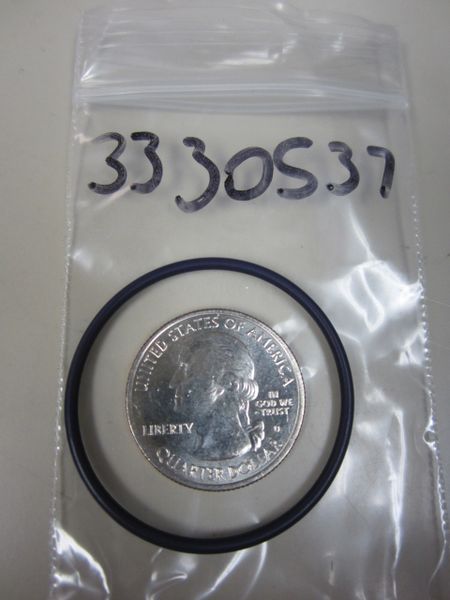 3330537
UNITED STATES OF AMERICA
IN
GOD WE
TRUST
LIBERTY
D
QUARTER DOLLAR